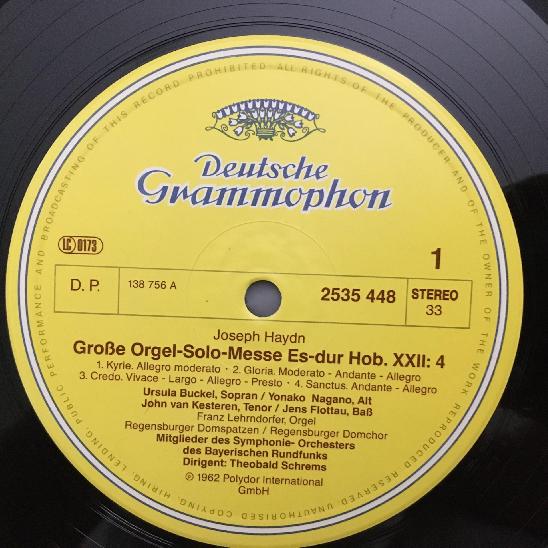 ALL RIGHTS OF THE PRODUCER AND OF THE OWNER OF THE WORK REPRODUCED RESERVED UNAUTHORISED COPYING, HIRING, LENDING, PUBLIC PERFORMANCE AND BROADCASTING OF THIS RECORD PROHIBITED
Deutsche
Grammophon
LC 0173
1
D. P.
138 756 A
2535 448
STEREO
33
Joseph Haydn
Große Orgel-Solo-Messe Es-dur Hob. XXII: 4
1. Kyrie. Allegro moderato · 2. Gloria. Moderato - Andante - Allegro
3. Credo. Vivace - Largo - Allegro - Presto · 4. Sanctus. Andante - Allegro
Ursula Buckel, Sopran / Yonako Nagano, Alt
John van Kesteren, Tenor / Jens Flottau, Baß
Franz Lehrndorfer, Orgel
Regensburger Domspatzen / Regensburger Domchor
Mitglieder des Symphonie- Orchesters
des Bayerischen Rundfunks
Dirigent: Theobald Schrems
℗ 1962 Polydor International
GmbH